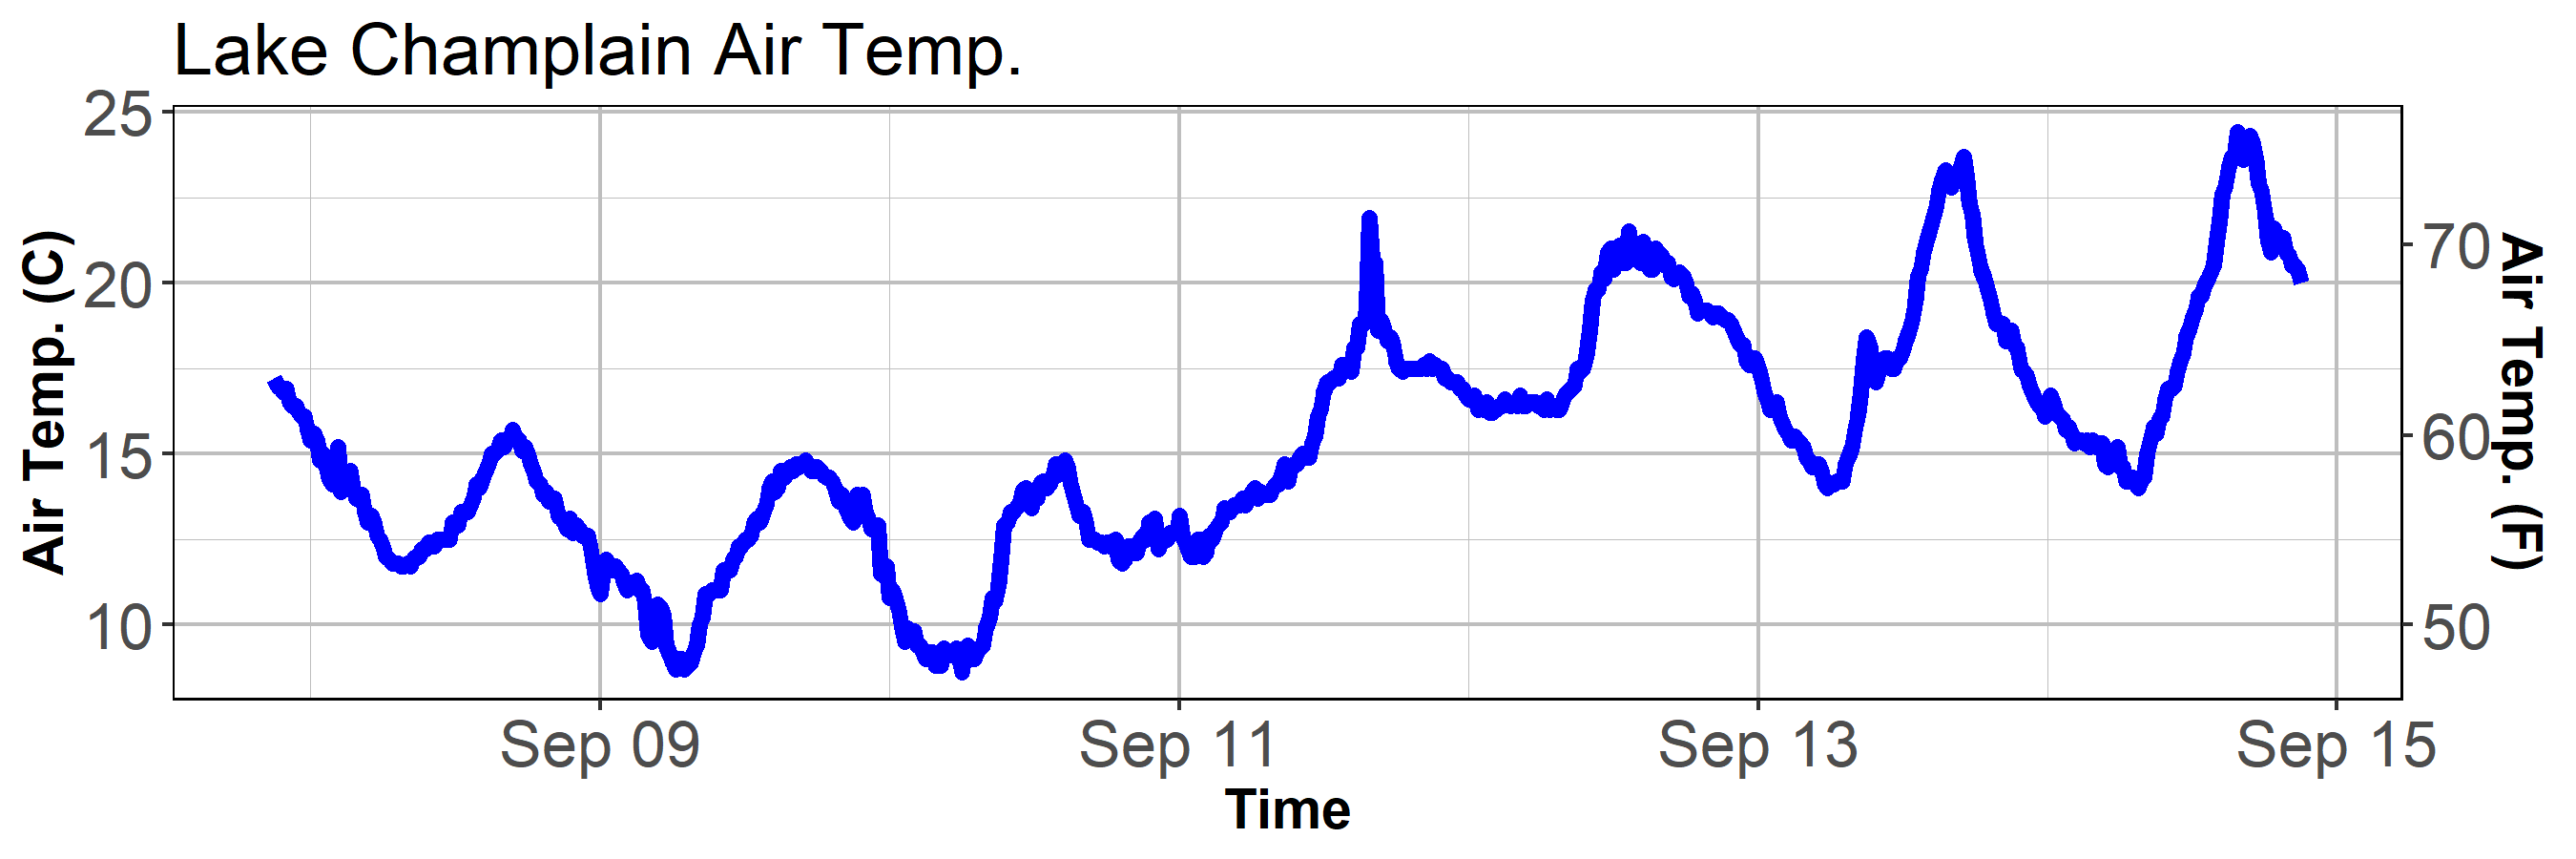 Lake Champlain Air Temp.
25
20
15
10
Air Temp. (C)
70
60
50
Air Temp. (F)
Sep 09 Sep 11 Sep 13 Sep 15
Time